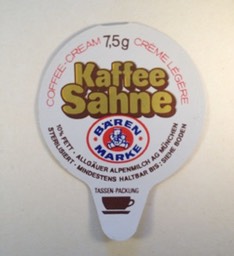 COFFEE-CREAM 7,5g CRÈME LÉGÈRE
Kaffee
Sahne
BÄREN
MARKE
10% FETT · ALLGÄUER ALPENMILCH AG MÜNCHEN
STERILISIERT · MINDESTENS HALTBAR BIS: SIEHE BODEN
TASSEN-PACKUNG